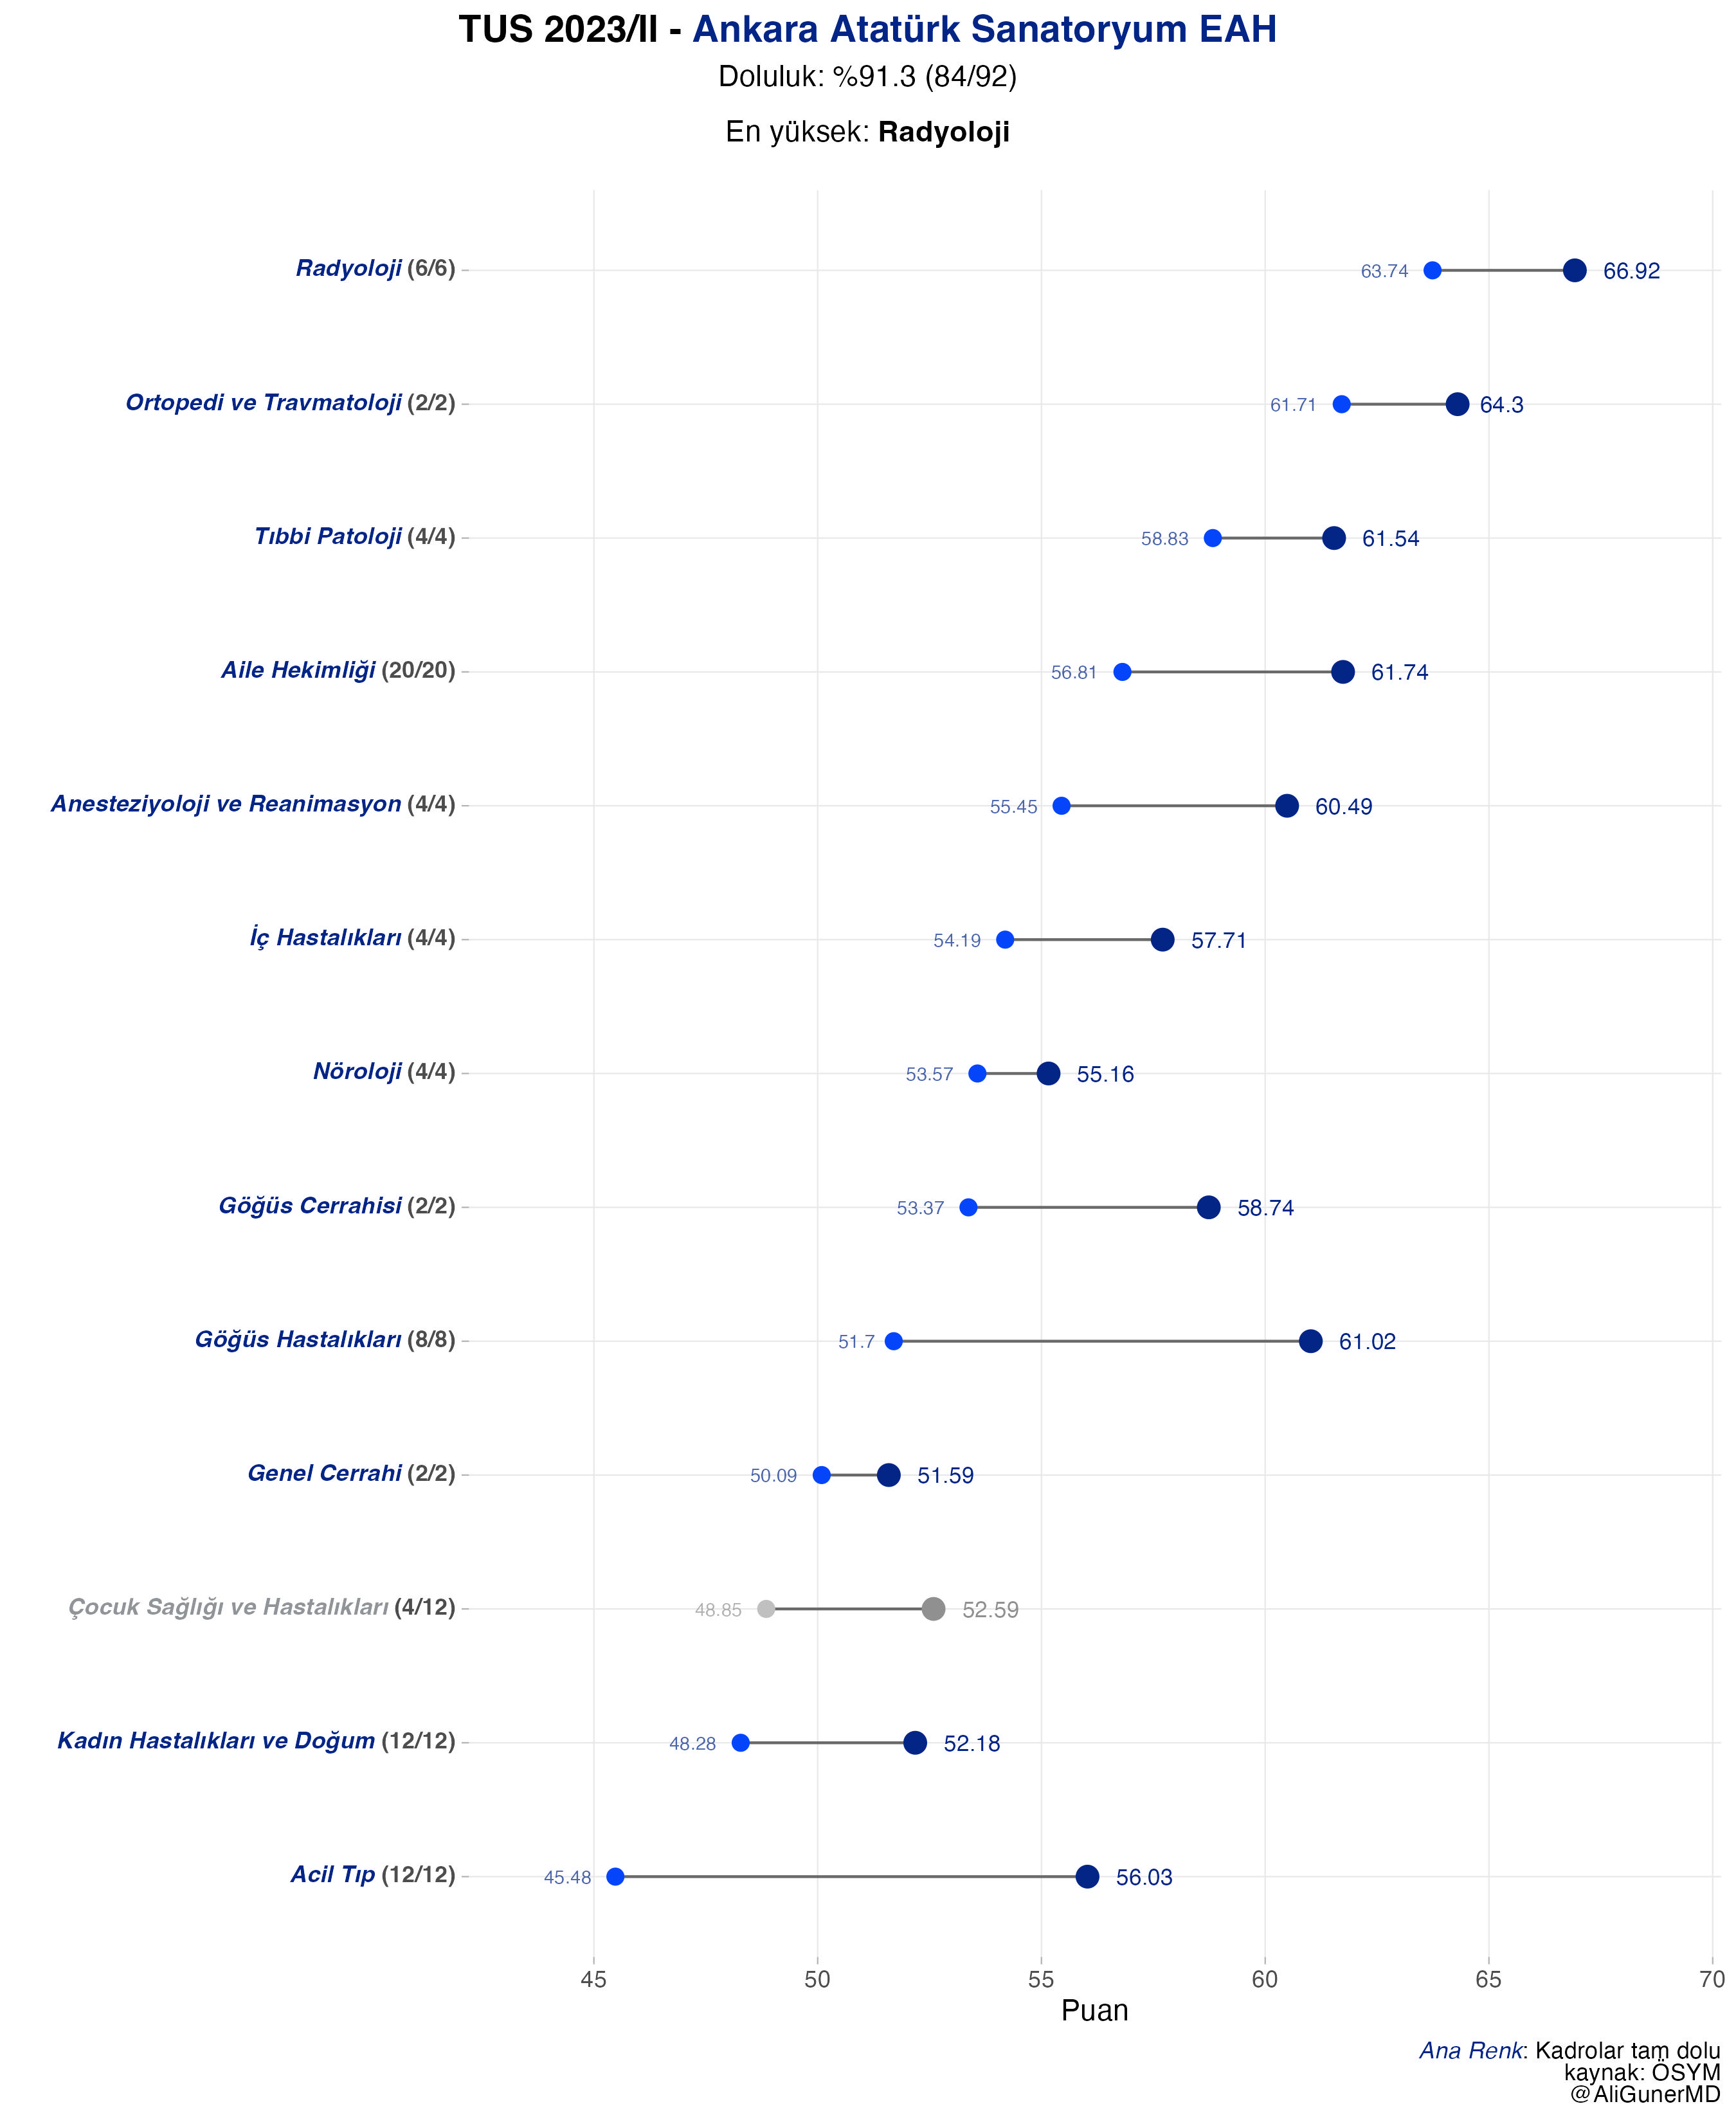 TUS 2023/II - Ankara Atatürk Sanatoryum EAH
Doluluk: %91.3 (84/92)
En yüksek: Radyoloji
Radyoloji (6/6) 63.74 66.92
Ortopedi ve Travmatoloji (2/2) 61.71 64.3
Tıbbi Patoloji (4/4) 58.83 61.54
Aile Hekimliği (20/20) 56.81 61.74
Anesteziyoloji ve Reanimasyon (4/4) 55.45 60.49
İç Hastalıkları (4/4) 54.19 57.71
Nöroloji (4/4) 53.57 55.16
Göğüs Cerrahisi (2/2) 53.37 58.74
Göğüs Hastalıkları (8/8) 51.7 61.02
Genel Cerrahi (2/2) 50.09 51.59
Çocuk Sağlığı ve Hastalıkları (4/12) 48.85 52.59
Kadın Hastalıkları ve Doğum (12/12) 48.28 52.18
Acil Tıp (12/12) 45.48 56.03
45 50 55 60 65 70
Puan
Ana Renk: Kadrolar tam dolu
kaynak: ÖSYM
@AliGunerMD